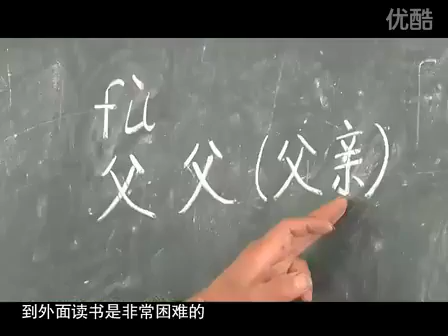 优酷
fù
父 父 (父亲)
到外面读书是非常困难的